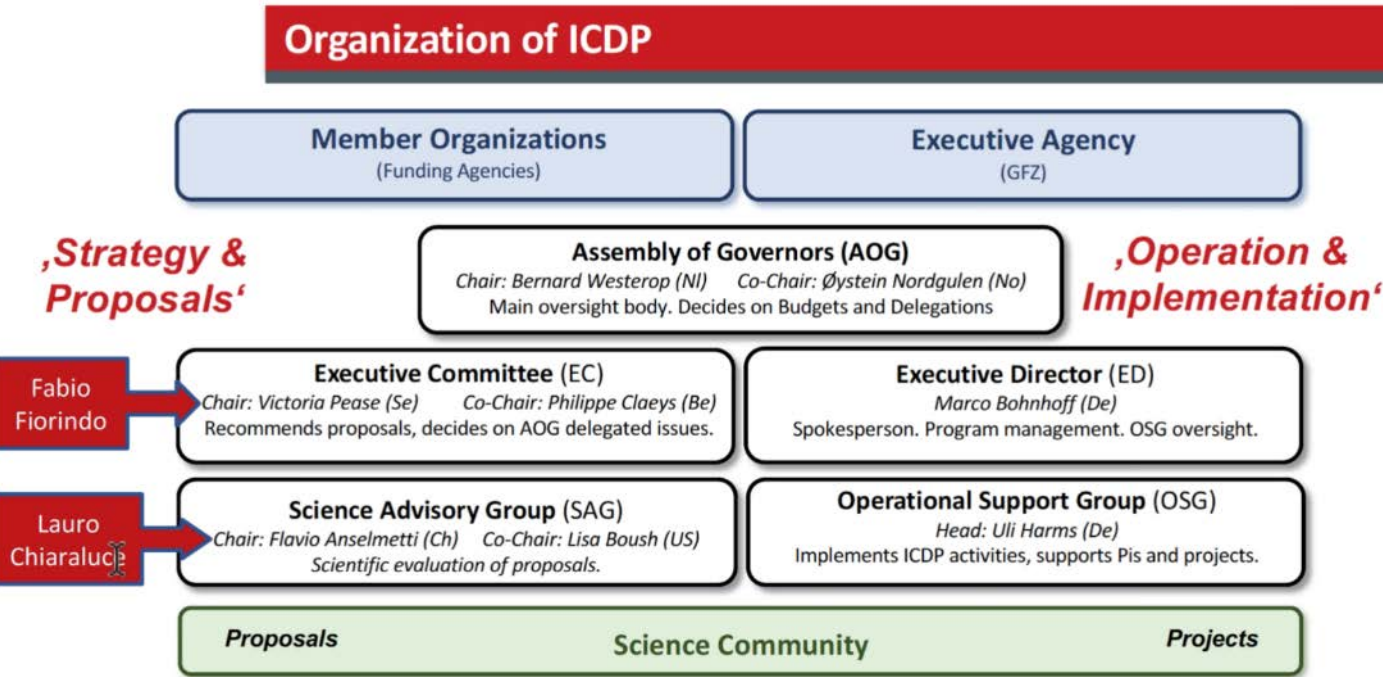 Organization of ICDP
Member Organizations
(Funding Agencies)
Executive Agency
(GFZ)
‚Strategy &
Proposals‘
Assembly of Governors (AOG)
Chair: Bernard Westerop (Nl) Co-Chair: Øystein Nordgulen (No)
Main oversight body. Decides on Budgets and Delegations
‚Operation &
Implementation‘
Fabio
Fiorindo
Executive Committee (EC)
Chair: Victoria Pease (Se) Co-Chair: Philippe Claeys (Be)
Recommends proposals, decides on AOG delegated issues.
Executive Director (ED)
Marco Bohnhoff (De)
Spokesperson. Program management. OSG oversight.
Lauro
Chiaraluce
Science Advisory Group (SAG)
Chair: Flavio Anselmetti (Ch) Co-Chair: Lisa Boush (US)
Scientific evaluation of proposals.
Operational Support Group (OSG)
Head: Uli Harms (De)
Implements ICDP activities, supports Pis and projects.
Proposals
Science Community
Projects